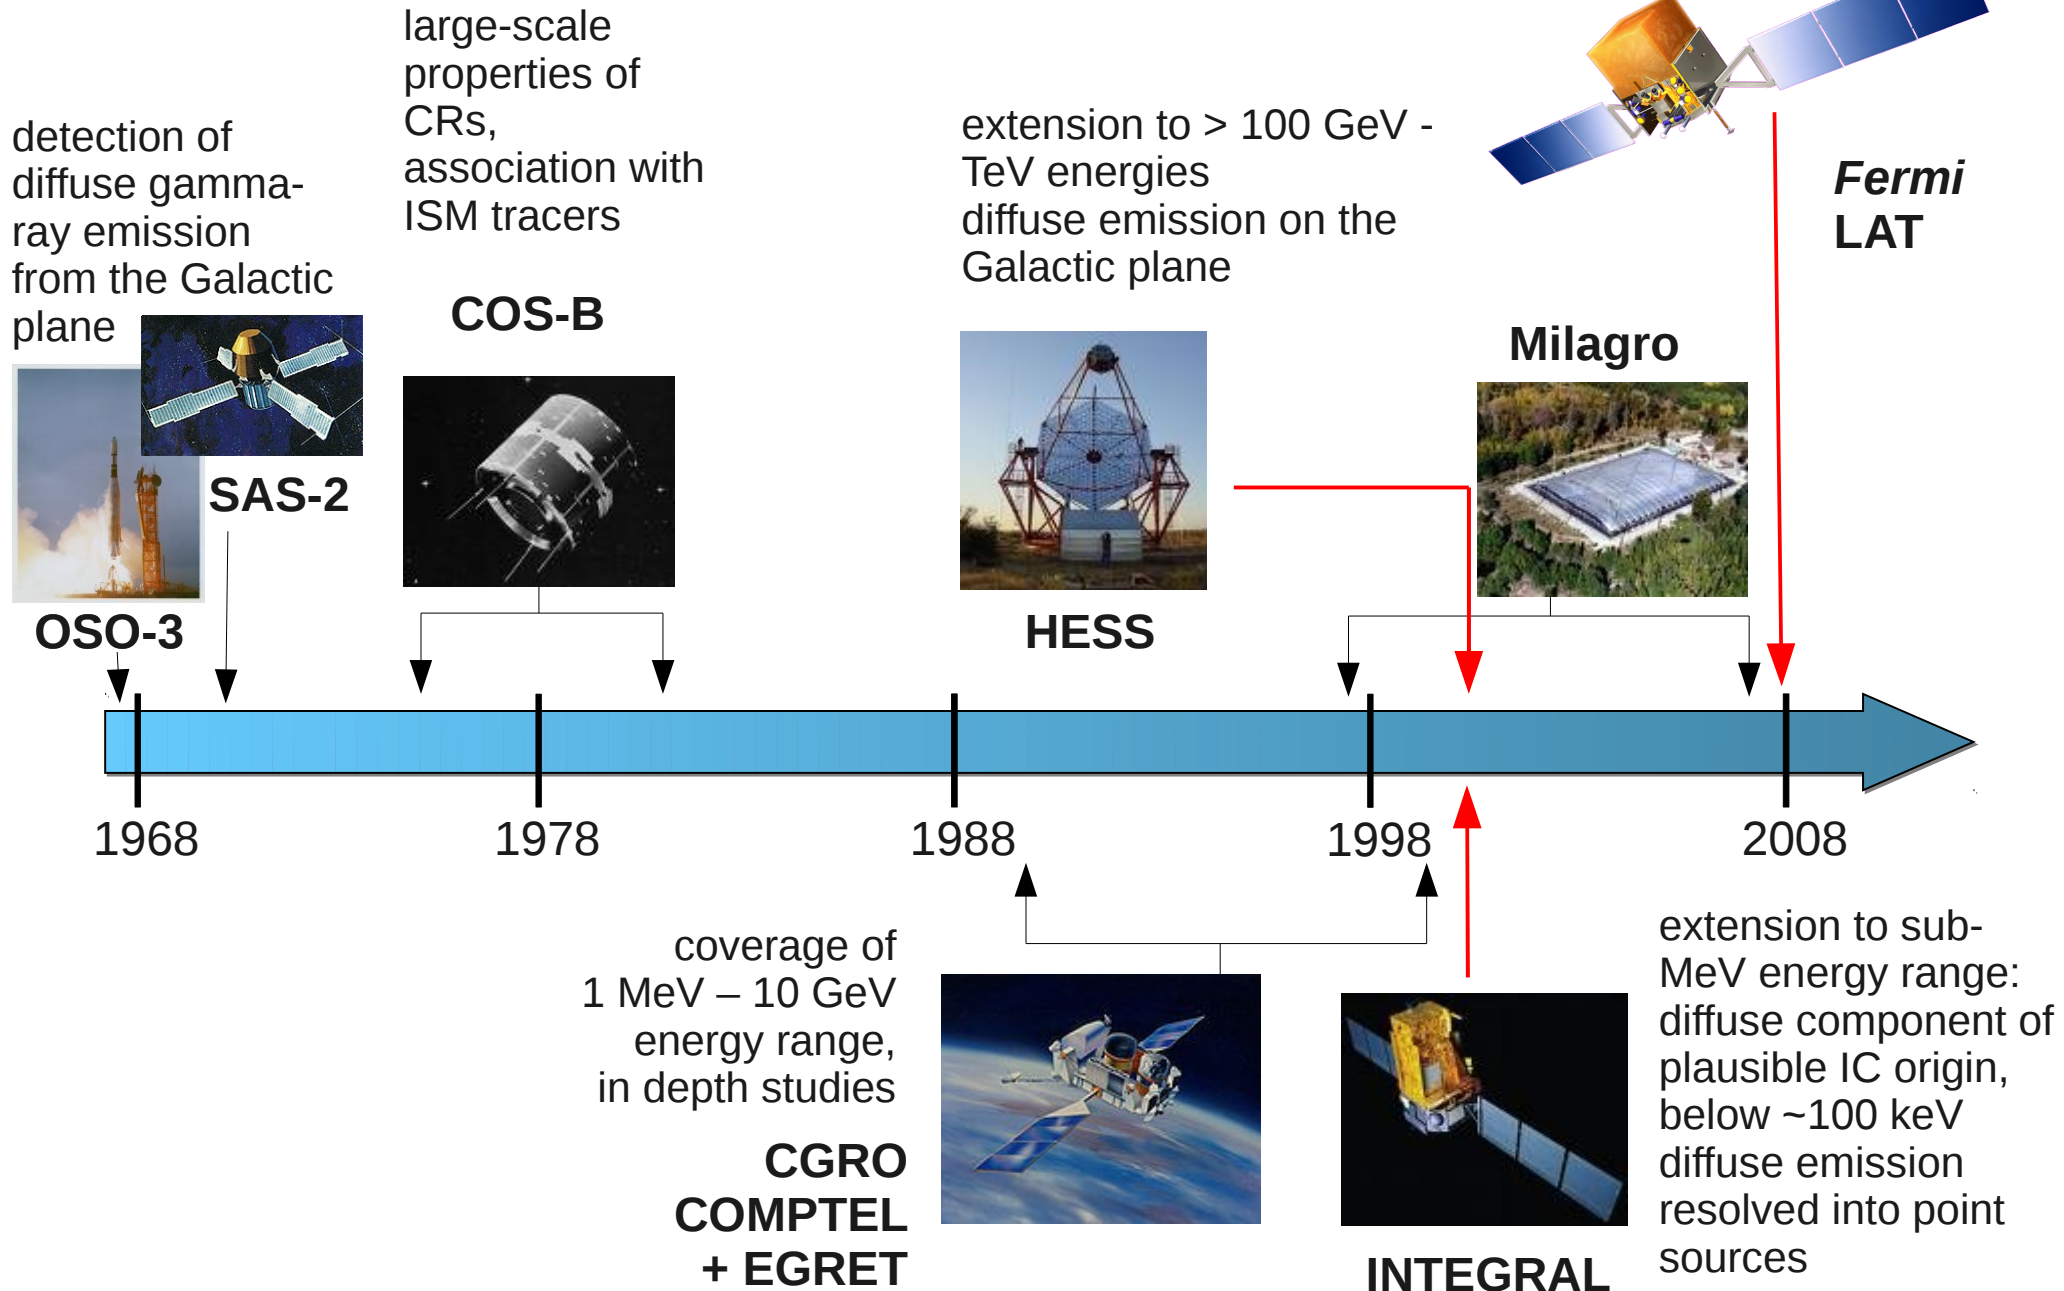 large-scale
properties of
CRs,
association with
ISM tracers
detection of
diffuse gamma-
ray emission
from the Galactic
plane
extension to > 100 GeV -
TeV energies
diffuse emission on the
Galactic plane
Fermi
LAT
COS-B
Milagro
SAS-2
OSO-3
HESS
1968
1978
1988
1998
2008
coverage of
1 MeV – 10 GeV
energy range,
in depth studies
CGRO
COMPTEL
+ EGRET
INTEGRAL
extension to sub-
MeV energy range:
diffuse component of
plausible IC origin,
below ~100 keV
diffuse emission
resolved into point
sources